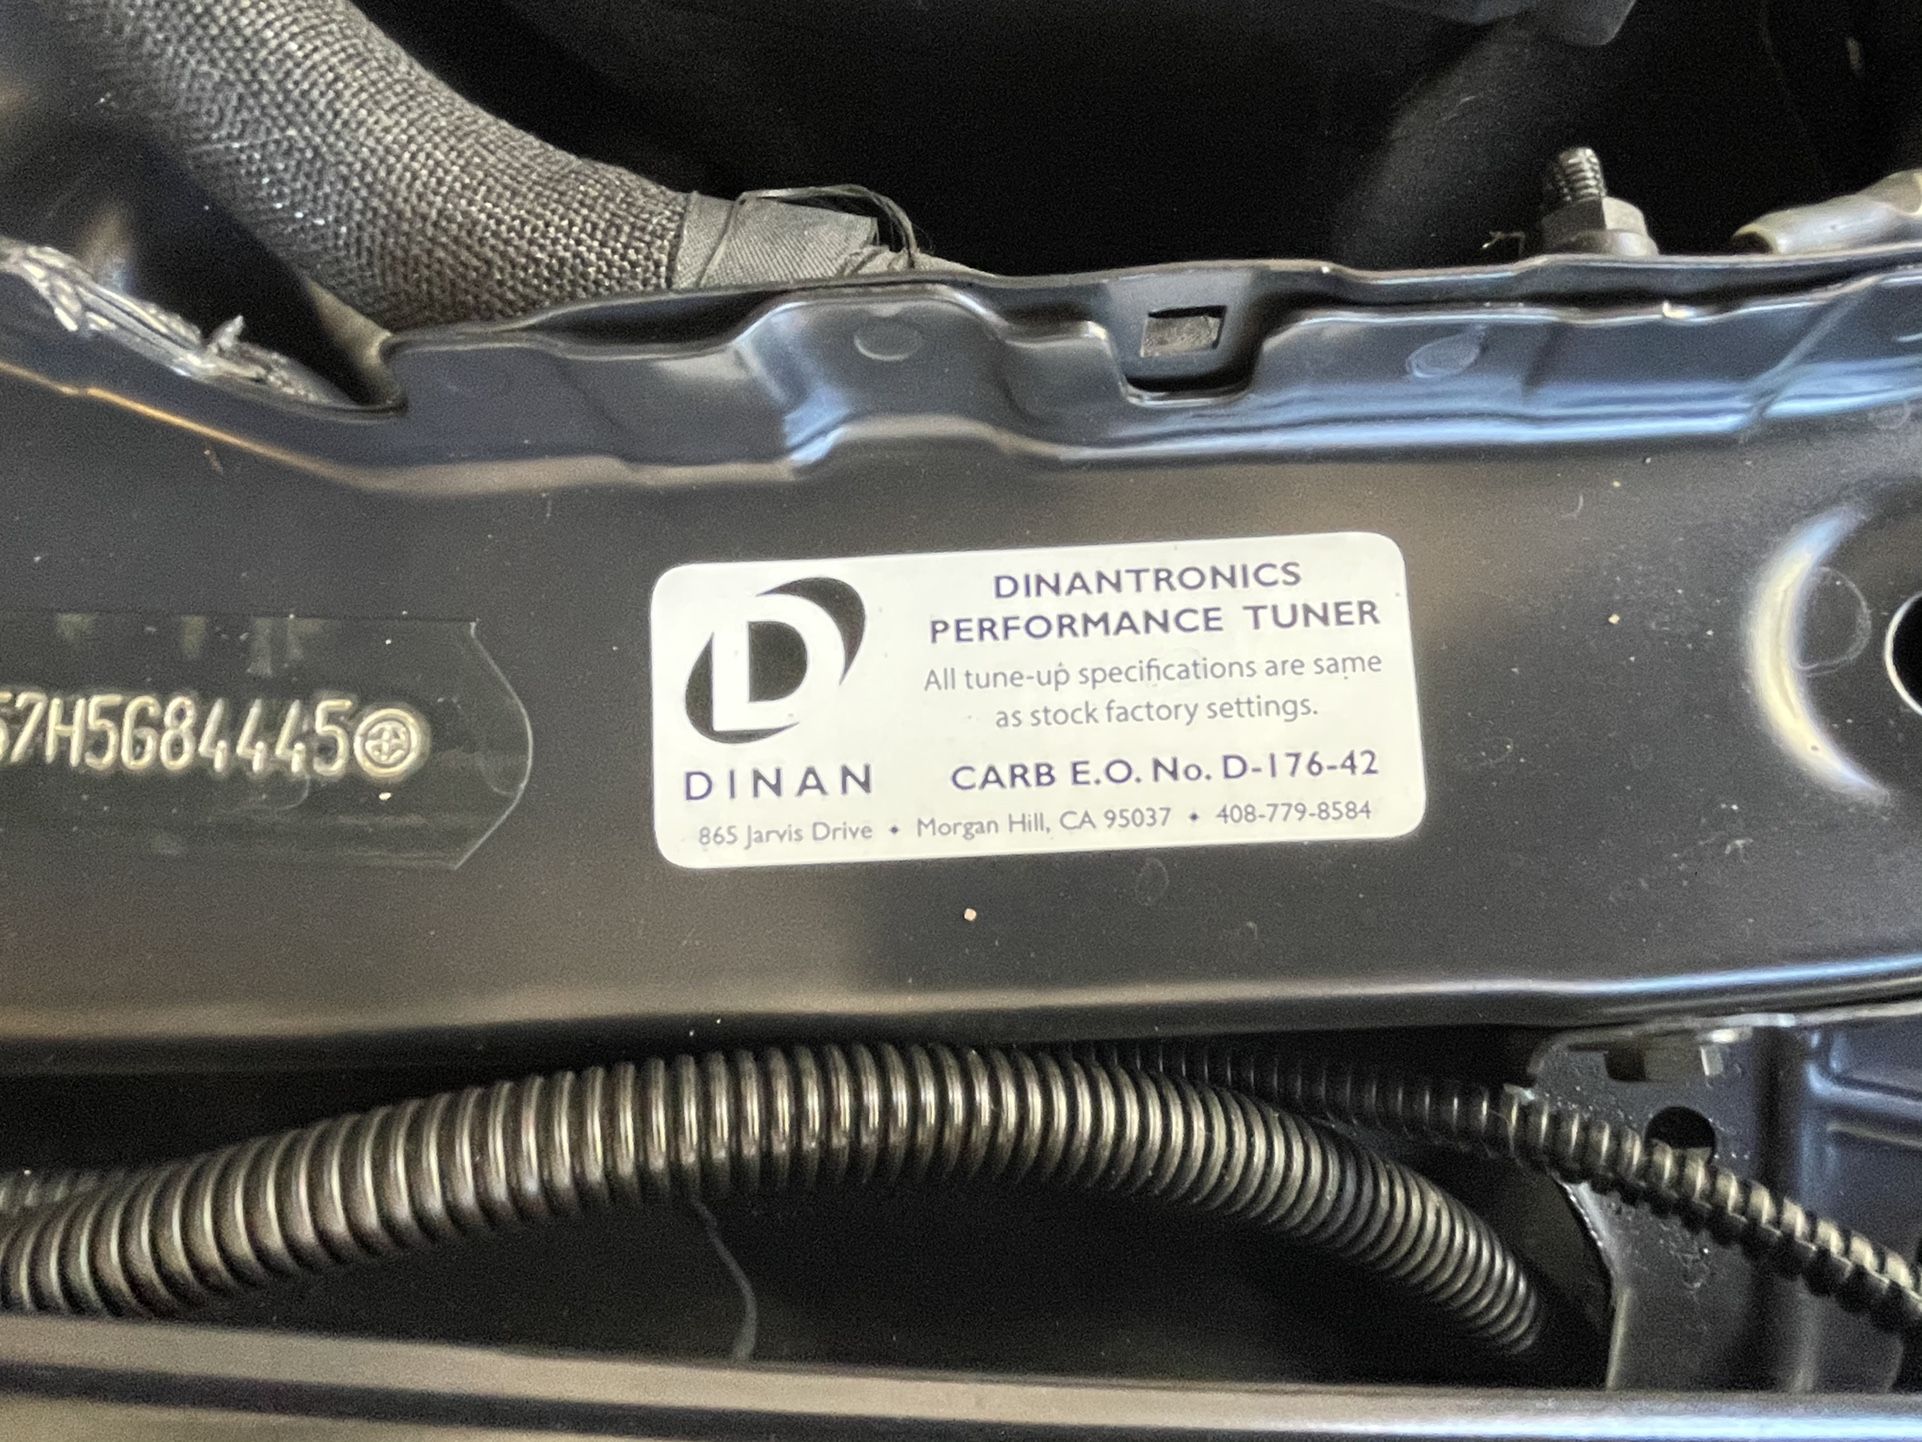 57H5G84445
DINANTRONICS
PERFORMANCE TUNER
All tune-up specifications are same
as stock factory settings.
D
DINAN
CARB E.O. No. D-176-42
865 Jarvis Drive • Morgan Hill, CA 95037 • 408-779-8584